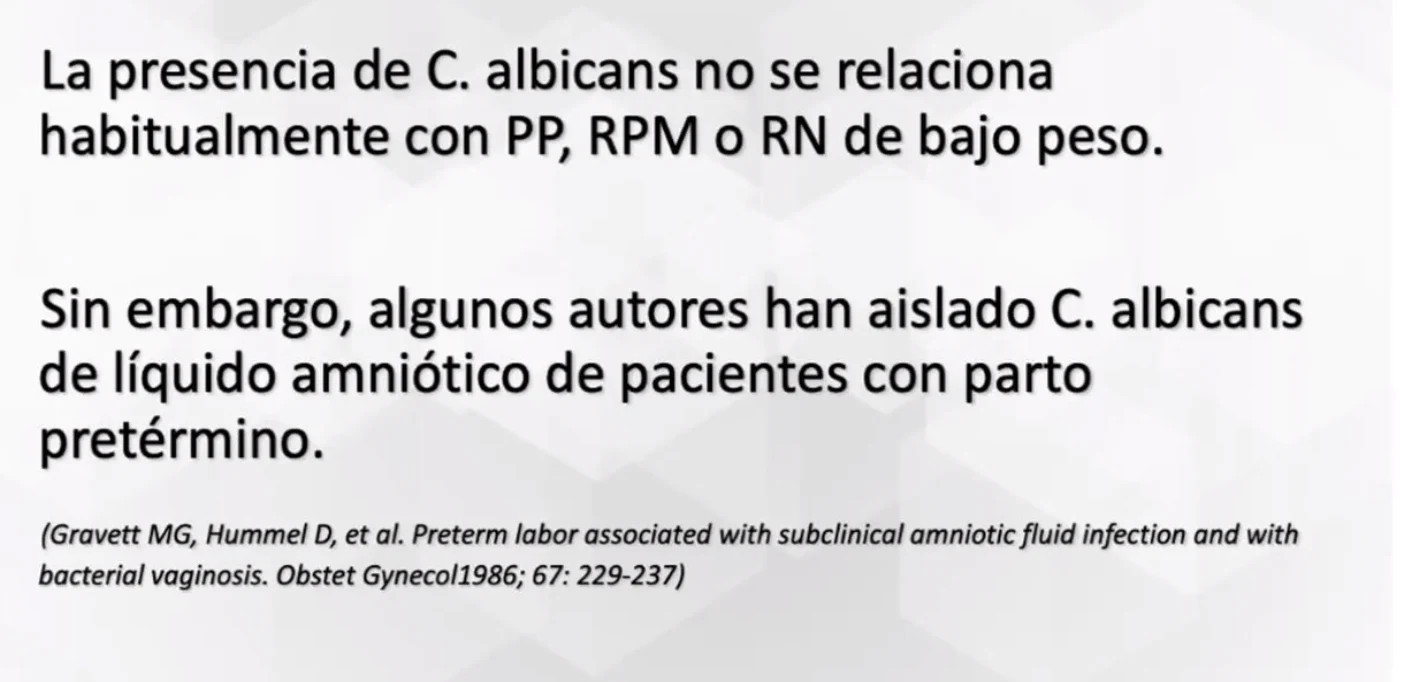 La presencia de C. albicans no se relaciona
habitualmente con PP, RPM o RN de bajo peso.
Sin embargo, algunos autores han aislado C. albicans
de líquido amniótico de pacientes con parto
pretérmino.
(Gravett MG, Hummel D, et al. Preterm labor associated with subclinical amniotic fluid infection and with
bacterial vaginosis. Obstet Gynecol1986; 67: 229-237)